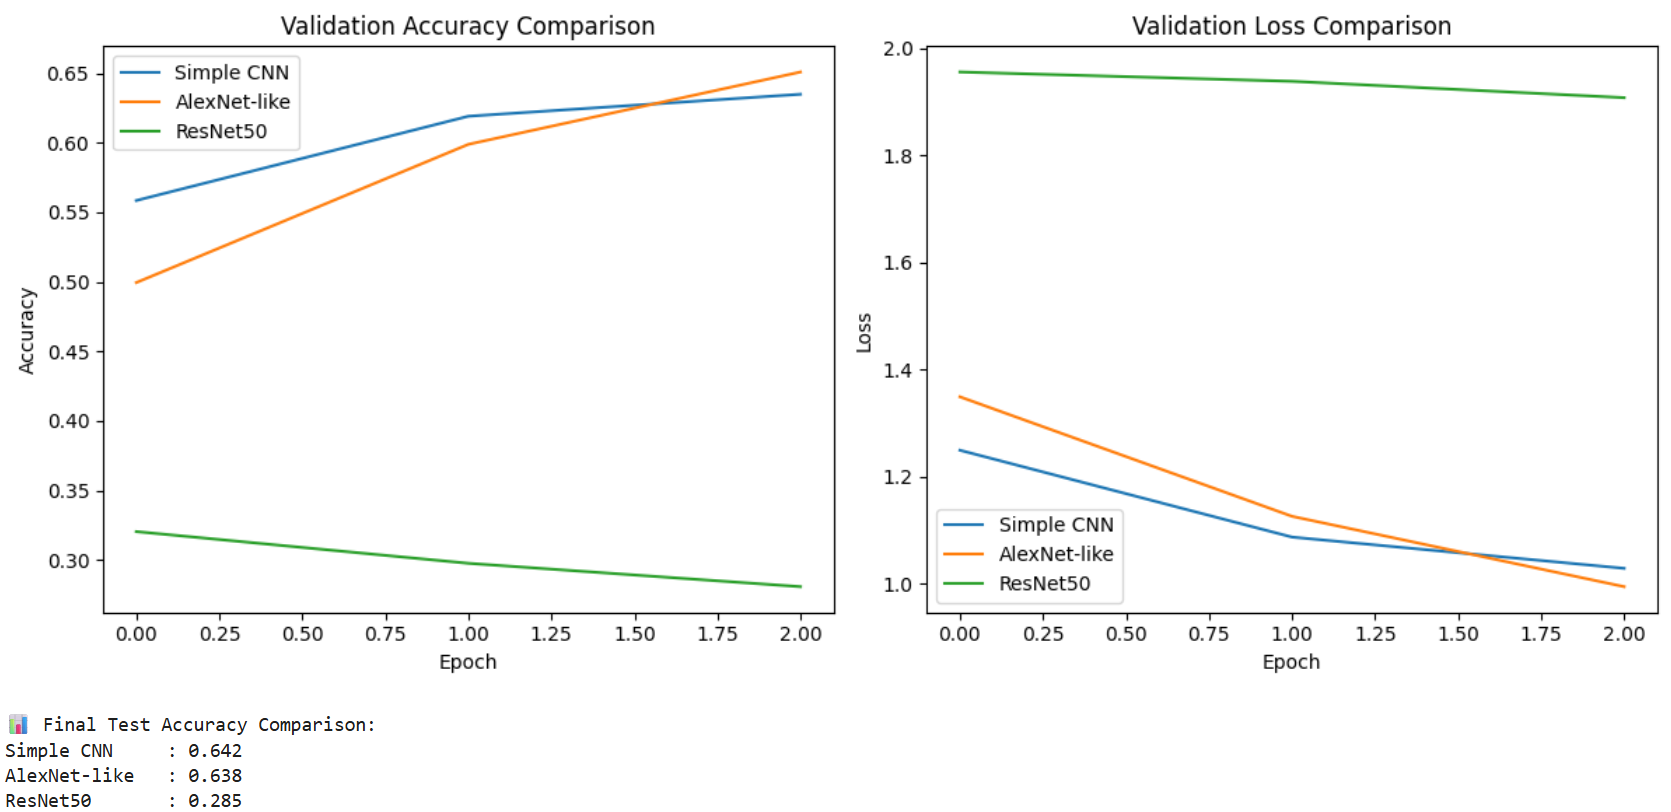 Validation Accuracy Comparison
Simple CNN
AlexNet-like
ResNet50
0.65
0.60
0.55
0.50
0.45
0.40
0.35
0.30
Accuracy
0.00 0.25 0.50 0.75 1.00 1.25 1.50 1.75 2.00
Epoch
Validation Loss Comparison
2.0
1.8
1.6
1.4
1.2
1.0
Loss
Simple CNN
AlexNet-like
ResNet50
0.00 0.25 0.50 0.75 1.00 1.25 1.50 1.75 2.00
Epoch
📊 Final Test Accuracy Comparison:
Simple CNN : 0.642
AlexNet-like : 0.638
ResNet50 : 0.285